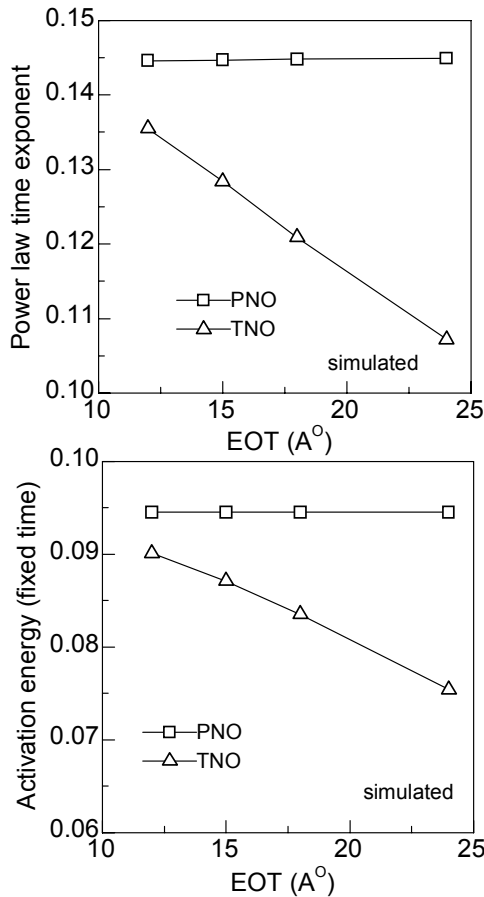 0.15
0.14
0.13
0.12
0.11
0.10
Power law time exponent
PNO
TNO
simulated
10 15 20 25
EOT (A^O)
0.10
0.09
0.08
0.07
0.06
Activation energy (fixed time)
PNO
TNO
simulated
10 15 20 25
EOT (A^O)